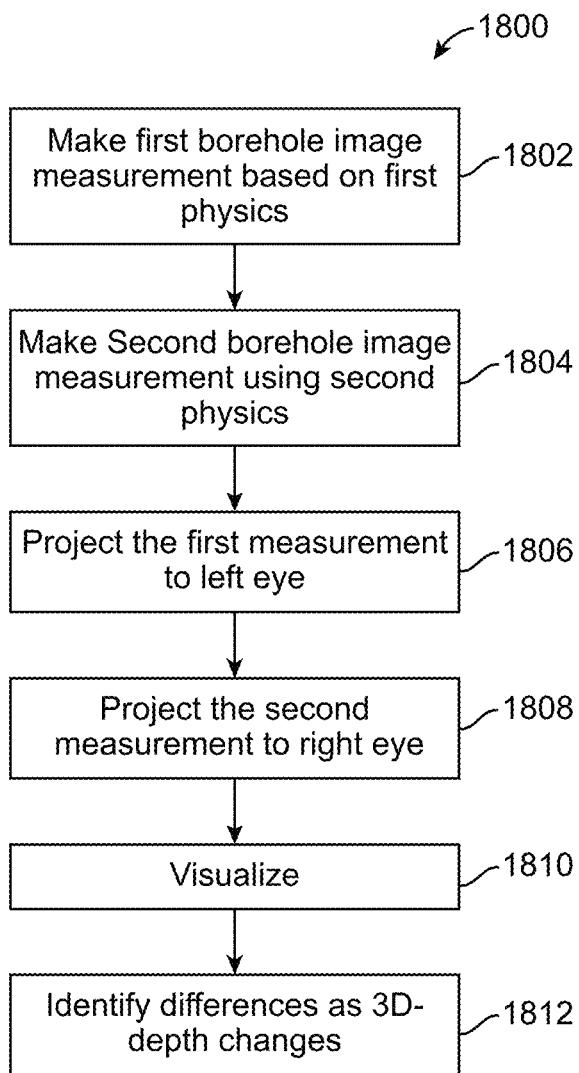 1800
Make first borehole image
measurement based on first
physics
1802
Make Second borehole image
measurement using second
physics
1804
Project the first measurement
to left eye
1806
Project the second
measurement to right eye
1808
Visualize
1810
Identify differences as 3D-
depth changes
1812